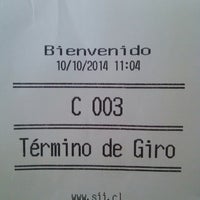 Bienvenido
10/10/2014 11:04
C 003
Término de Giro
www.sii.cl